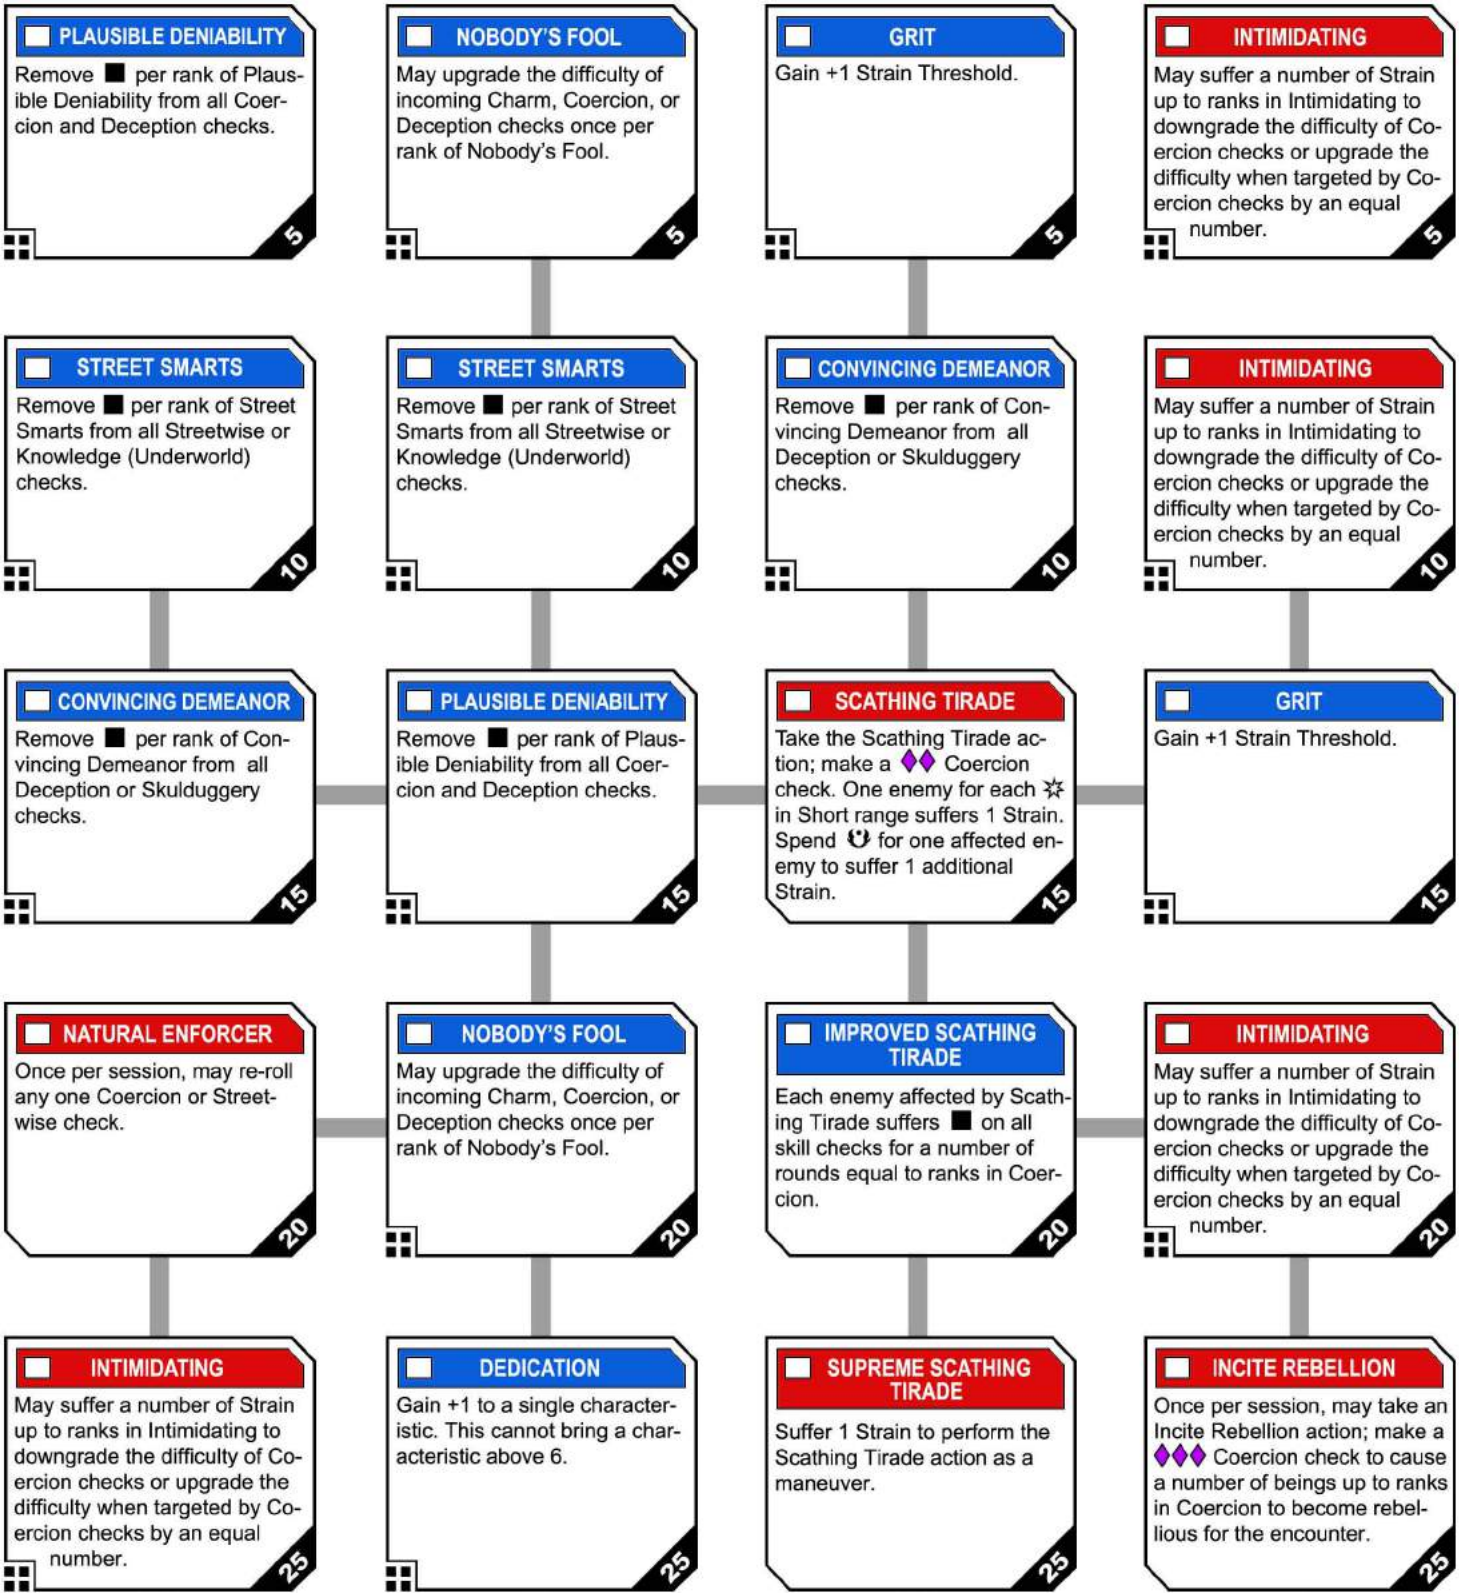 PLAUSIBLE DENIABILITY
Remove ■ per rank of Plaus-
ible Deniability from all Coer-
cion and Deception checks.
5
NOBODY'S FOOL
May upgrade the difficulty of
incoming Charm, Coercion, or
Deception checks once per
rank of Nobody's Fool.
5
GRIT
Gain +1 Strain Threshold.
5
INTIMIDATING
May suffer a number of Strain
up to ranks in Intimidating to
downgrade the difficulty of Co-
ercion checks or upgrade the
difficulty when targeted by Co-
ercion checks by an equal
number.
5
STREET SMARTS
Remove ■ per rank of Street
Smarts from all Streetwise or
Knowledge (Underworld)
checks.
10
STREET SMARTS
Remove ■ per rank of Street
Smarts from all Streetwise or
Knowledge (Underworld)
checks.
10
CONVINCING DEMEANOR
Remove ■ per rank of Con-
vincing Demeanor from all
Deception or Skulduggery
checks.
10
INTIMIDATING
May suffer a number of Strain
up to ranks in Intimidating to
downgrade the difficulty of Co-
ercion checks or upgrade the
difficulty when targeted by Co-
ercion checks by an equal
number.
10
CONVINCING DEMEANOR
Remove ■ per rank of Con-
vincing Demeanor from all
Deception or Skulduggery
checks.
15
PLAUSIBLE DENIABILITY
Remove ■ per rank of Plaus-
ible Deniability from all Coer-
cion and Deception checks.
15
SCATHING TIRADE
Take the Scathing Tirade ac-
tion; make a ♦♦ Coercion
check. One enemy for each
in Short range suffers 1 Strain.
Spend for one affected en-
emy to suffer 1 additional
Strain.
15
GRIT
Gain +1 Strain Threshold.
15
NATURAL ENFORCER
Once per session, may re-roll
any one Coercion or Street-
wise check.
20
NOBODY'S FOOL
May upgrade the difficulty of
incoming Charm, Coercion, or
Deception checks once per
rank of Nobody's Fool.
20
IMPROVED SCATHING
TIRADE
Each enemy affected by Scath-
ing Tirade suffers ■ on all
skill checks for a number of
rounds equal to ranks in Coer-
cion.
20
INTIMIDATING
May suffer a number of Strain
up to ranks in Intimidating to
downgrade the difficulty of Co-
ercion checks or upgrade the
difficulty when targeted by Co-
ercion checks by an equal
number.
20
INTIMIDATING
May suffer a number of Strain
up to ranks in Intimidating to
downgrade the difficulty of Co-
ercion checks or upgrade the
difficulty when targeted by Co-
ercion checks by an equal
number.
25
DEDICATION
Gain +1 to a single character-
istic. This cannot bring a char-
acteristic above 6.
25
SUPREME SCATHING
TIRADE
Suffer 1 Strain to perform the
Scathing Tirade action as a
maneuver.
25
INCITE REBELLION
Once per session, may take an
Incite Rebellion action; make a
♦♦♦ Coercion check to cause
a number of beings up to ranks
in Coercion to become rebel-
lious for the encounter.
25